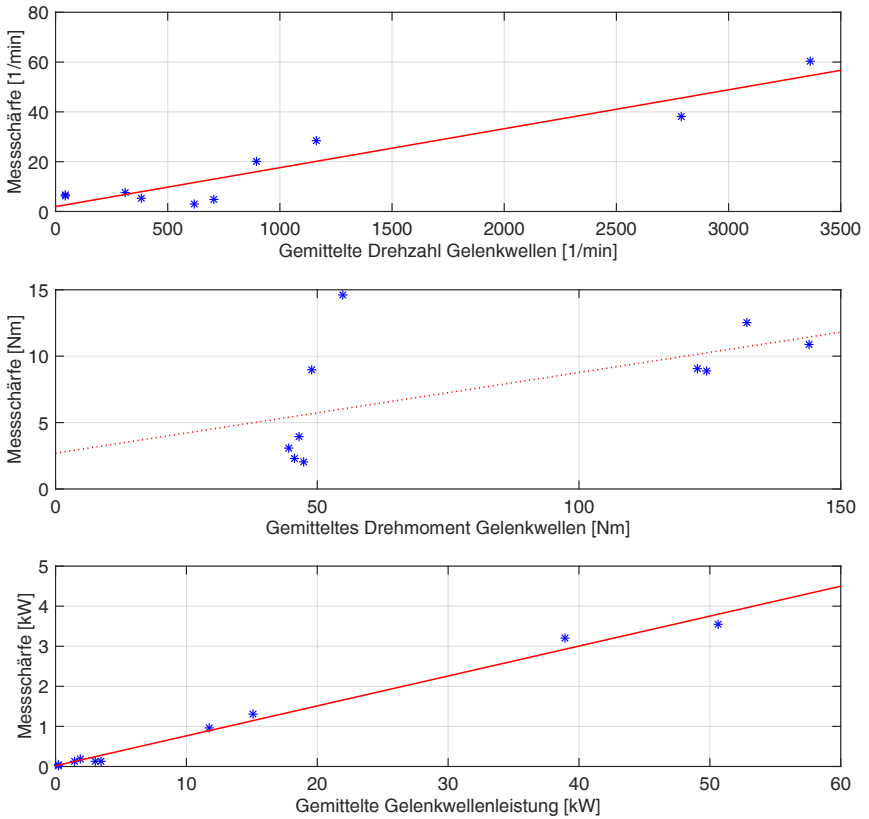 80
60
40
20
0
Messschärfe [1/min]
0 500 1000 1500 2000 2500 3000 3500
Gemittelte Drehzahl Gelenkwellen [1/min]
15
10
5
0
Messschärfe [Nm]
0 50 100 150
Gemitteltes Drehmoment Gelenkwellen [Nm]
5
4
3
2
1
0
Messschärfe [kW]
0 10 20 30 40 50 60
Gemittelte Gelenkwellenleistung [kW]